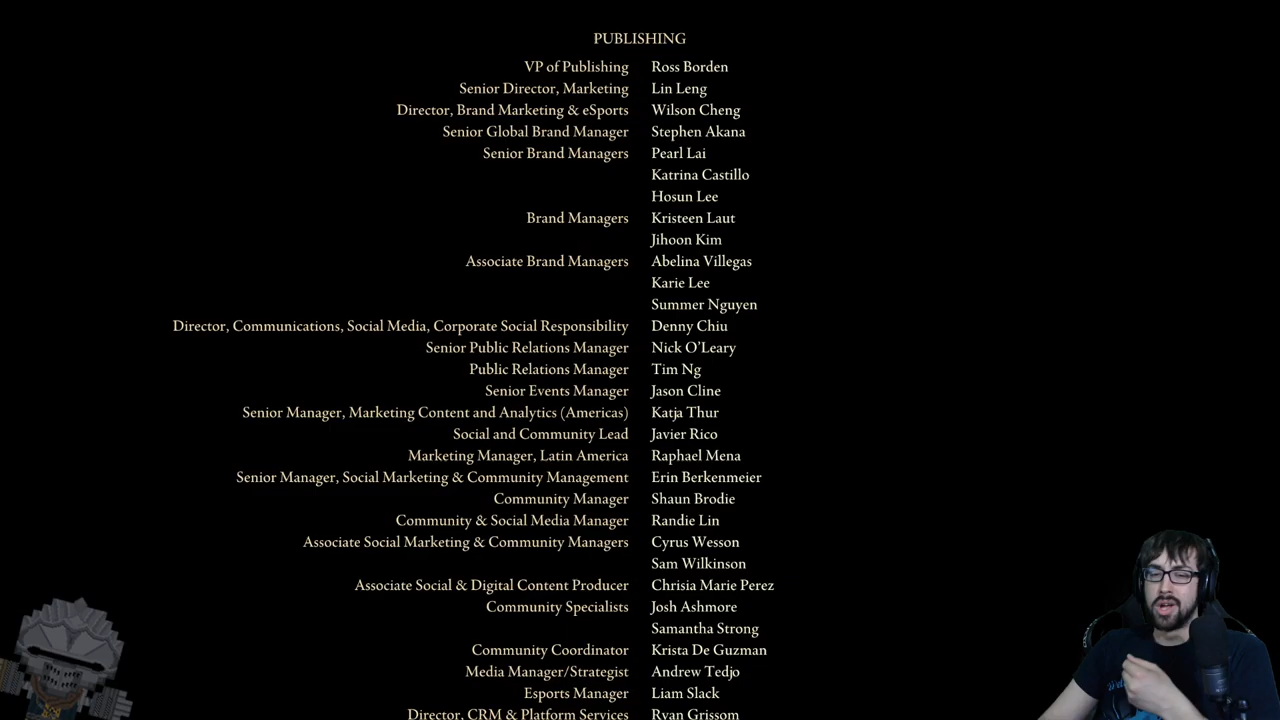 PUBLISHING
VP of Publishing Ross Borden
Senior Director, Marketing Lin Leng
Director, Brand Marketing & eSports Wilson Cheng
Senior Global Brand Manager Stephen Akana
Senior Brand Managers Pearl Lai
Katrina Castillo
Hosun Lee
Brand Managers Kristeen Laut
Jihoon Kim
Associate Brand Managers Abelina Villegas
Karie Lee
Summer Nguyen
Director, Communications, Social Media, Corporate Social Responsibility Denny Chiu
Senior Public Relations Manager Nick O'Leary
Public Relations Manager Tim Ng
Senior Events Manager Jason Cline
Senior Manager, Marketing Content and Analytics (Americas) Katja Thur
Social and Community Lead Javier Rico
Marketing Manager, Latin America Raphael Mena
Senior Manager, Social Marketing & Community Management Erin Berkenmeier
Community Manager Shaun Brodie
Community & Social Media Manager Randie Lin
Associate Social Marketing & Community Managers Cyrus Wesson
Sam Wilkinson
Associate Social & Digital Content Producer Chrisia Marie Perez
Community Specialists Josh Ashmore
Samantha Strong
Community Coordinator Krista De Guzman
Media Manager/Strategist Andrew Tedjo
Esports Manager Liam Slack
Director, CRM & Platform Services Ryan Grissom